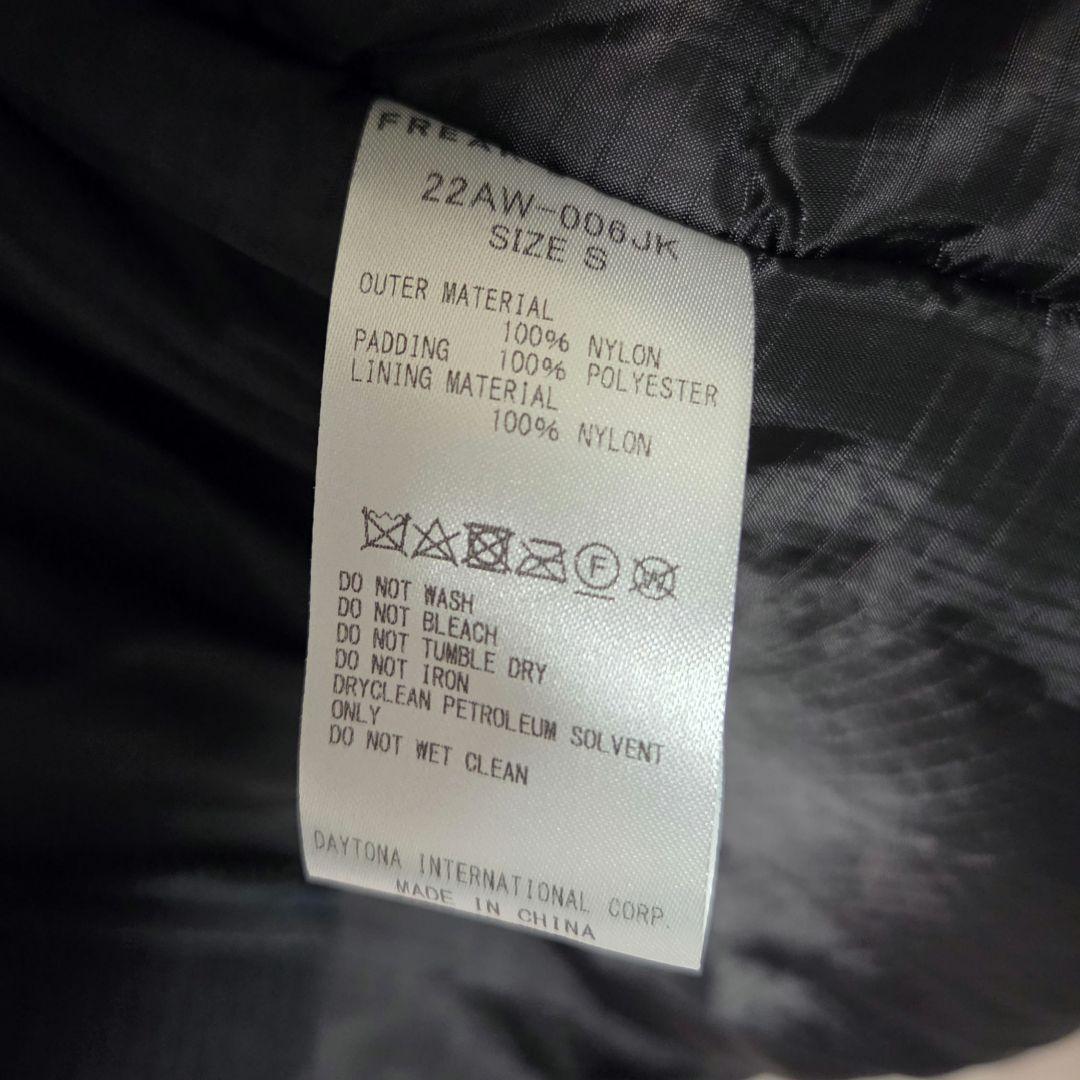 22AW-006JK
SIZE S
OUTER MATERIAL
100% NYLON
PADDING 100% POLYESTER
LINING MATERIAL
100% NYLON
F W
DO NOT WASH
DO NOT BLEACH
DO NOT TUMBLE DRY
DO NOT IRON
DRYCLEAN PETROLEUM SOLVENT
ONLY
DO NOT WET CLEAN
DAYTONA INTERNATIONAL CORP.
MADE IN CHINA